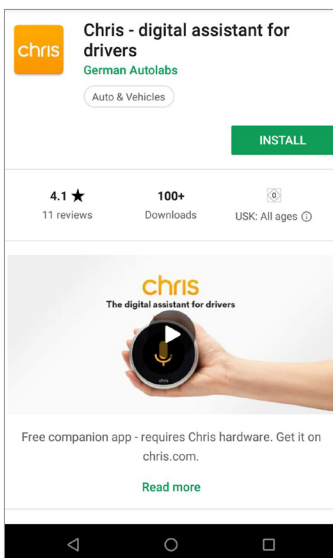 chris
Chris - digital assistant for
drivers
German Autolabs
Auto & Vehicles
INSTALL
4.1 ★
11 reviews
100+
Downloads
0
USK: All ages ⓘ
chris
The digital assistant for drivers
chris
Free companion app - requires Chris hardware. Get it on
chris.com.
Read more